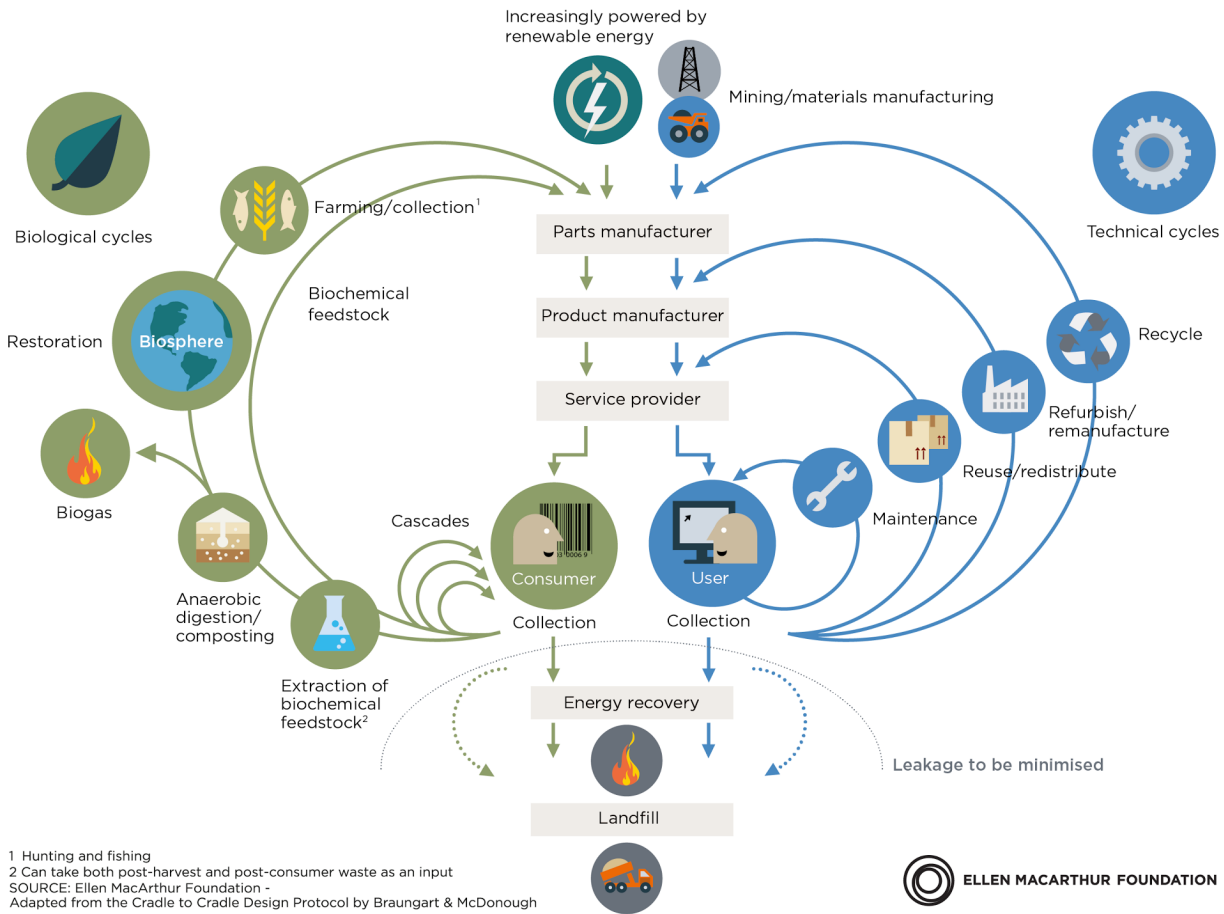 Increasingly powered by
renewable energy
Mining/materials manufacturing
Biological cycles
Farming/collection¹
Parts manufacturer
Technical cycles
Biochemical
feedstock
Product manufacturer
Restoration
Biosphere
Recycle
Service provider
Refurbish/
remanufacture
Reuse/redistribute
Biogas
Cascades
Maintenance
03 0006 9
Consumer
User
Anaerobic
digestion/
composting
Collection
Collection
Extraction of
biochemical
feedstock²
Energy recovery
Leakage to be minimised
Landfill
1 Hunting and fishing
2 Can take both post-harvest and post-consumer waste as an input
SOURCE: Ellen MacArthur Foundation -
Adapted from the Cradle to Cradle Design Protocol by Braungart & McDonough
ELLEN MACARTHUR FOUNDATION